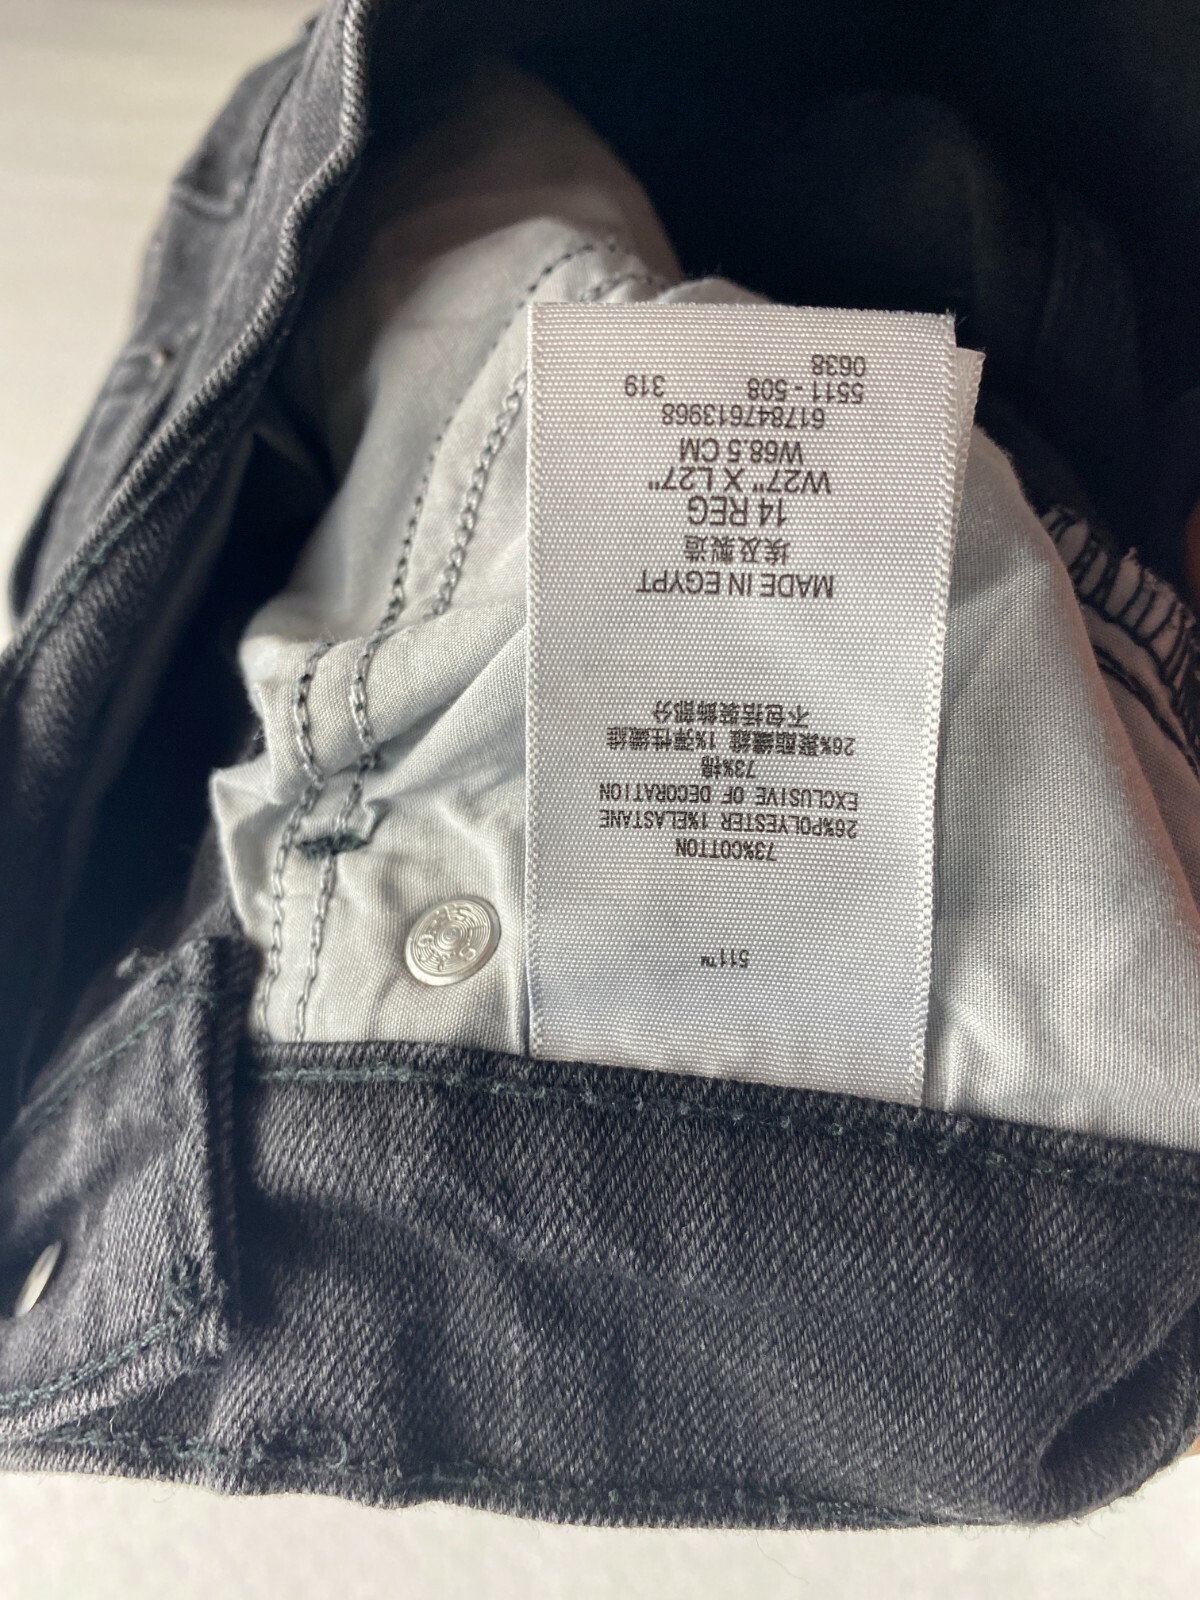 511™
73%COTTON
26%POLYESTER 1%ELASTANE
EXCLUSIVE OF DECORATION
73%棉
26%聚酯纖維 1%彈性纖維
不包括裝飾部分
MADE IN EGYPT
埃及製造
14 REG
W27" X L27"
W68.5 CM
617847613968
5511 - 508 319
0638